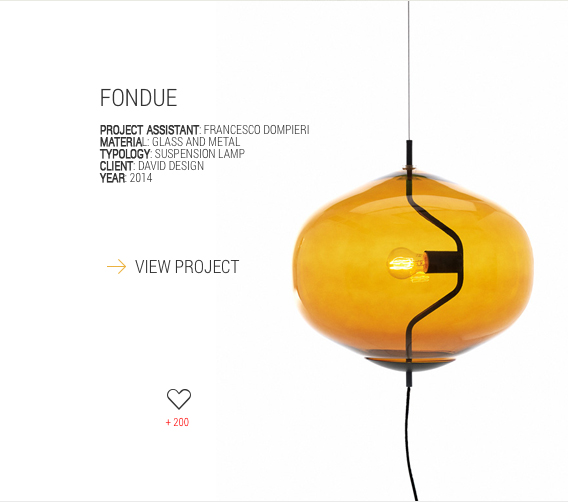 FONDUE
PROJECT ASSISTANT: FRANCESCO DOMPIERI
MATERIAL: GLASS AND METAL
TYPOLOGY: SUSPENSION LAMP
CLIENT: DAVID DESIGN
YEAR: 2014
VIEW PROJECT
+ 200